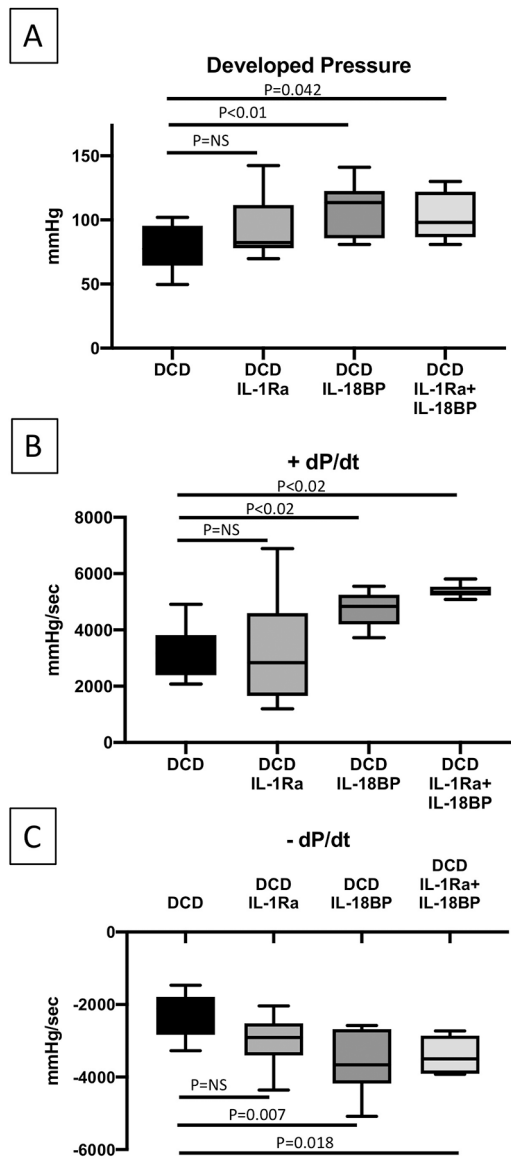 A
Developed Pressure
P=0.042
P<0.01
P=NS
150
100
50
0
mmHg
DCD
DCD
IL-1Ra
DCD
IL-18BP
DCD
IL-1Ra+
IL-18BP
B
+ dP/dt
P<0.02
P<0.02
P=NS
8000
6000
4000
2000
0
mmHg/sec
DCD
DCD
IL-1Ra
DCD
IL-18BP
DCD
IL-1Ra+
IL-18BP
C
- dP/dt
DCD
DCD
IL-1Ra
DCD
IL-18BP
DCD
IL-1Ra+
IL-18BP
0
-2000
-4000
-6000
mmHg/sec
P=NS
P=0.007
P=0.018